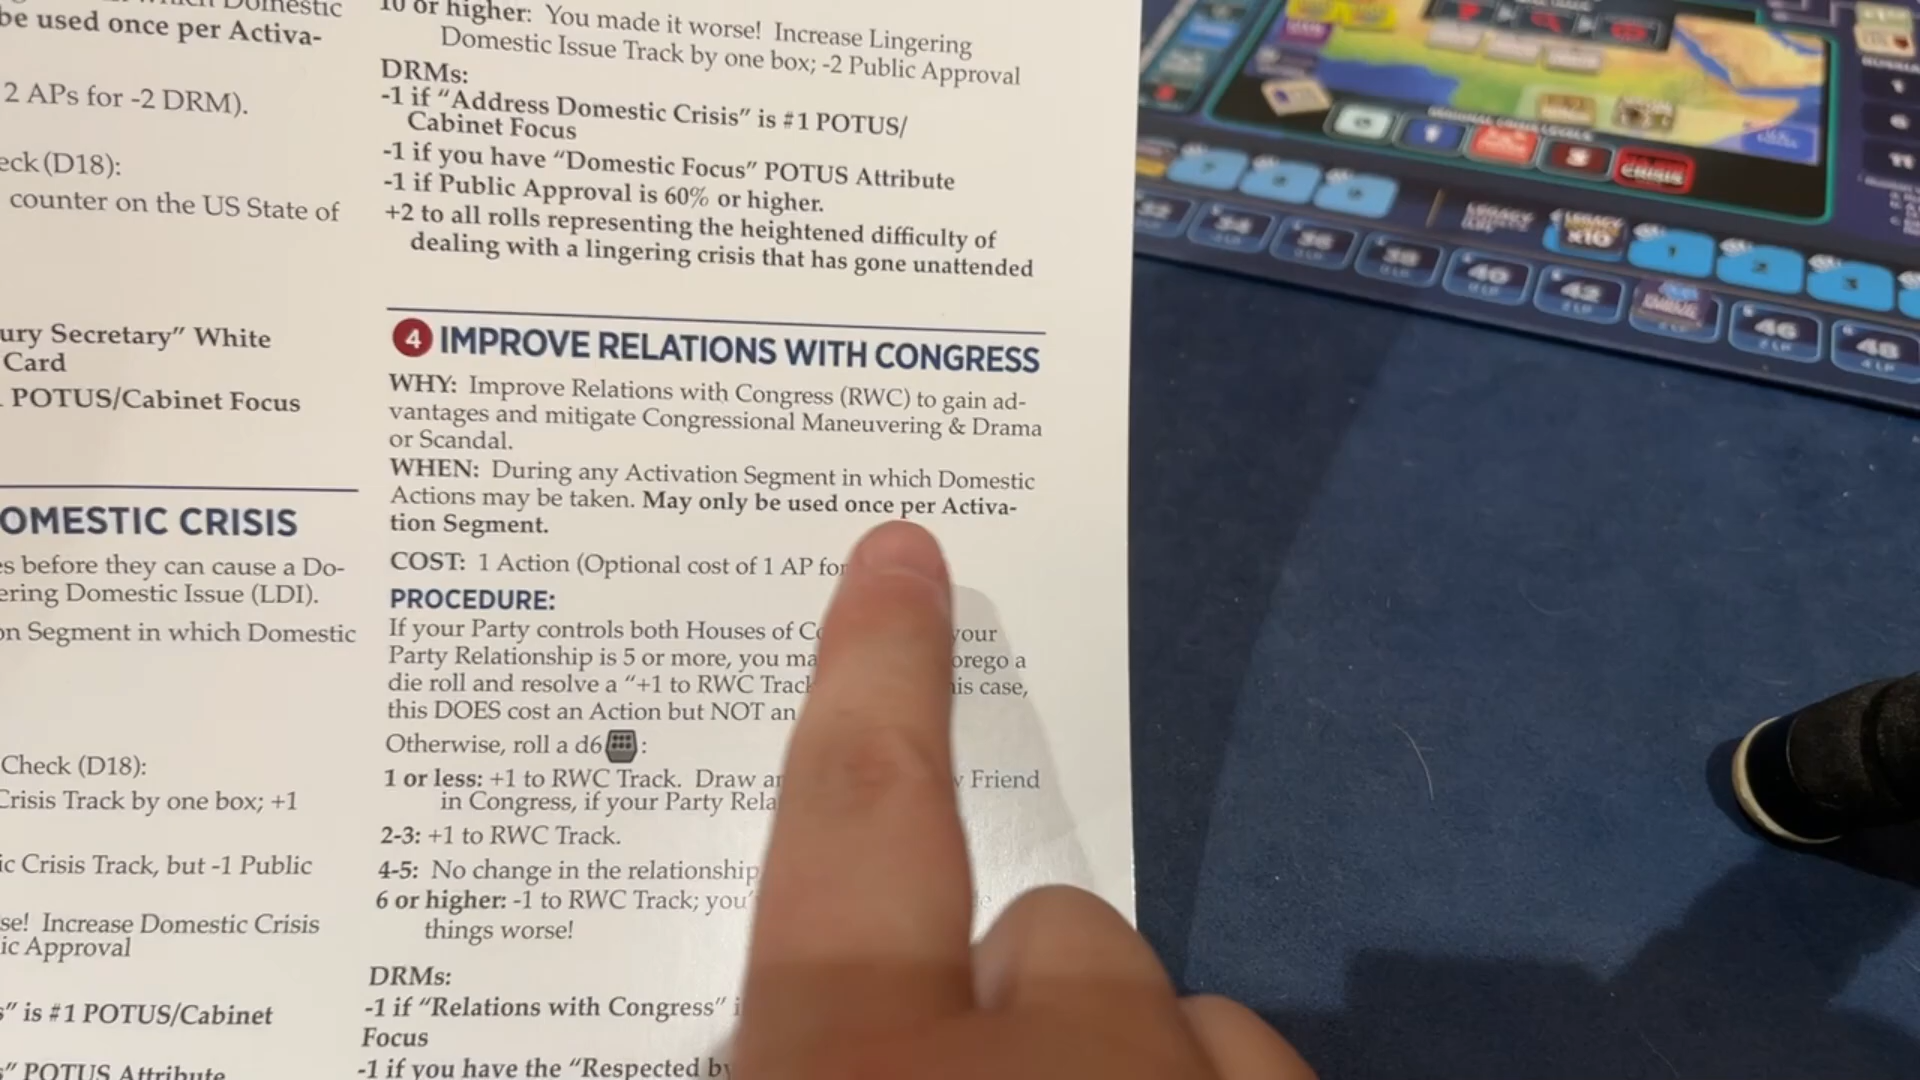 be used once per Activa-
2 APs for -2 DRM).
eck (D18):
counter on the US State of
ury Secretary” White
Card
POTUS/Cabinet Focus
OMESTIC CRISIS
es before they can cause a Do-
ering Domestic Issue (LDI).
on Segment in which Domestic
Check (D18):
Crisis Track by one box; +1
ic Crisis Track, but -1 Public
se! Increase Domestic Crisis
ic Approval
s” is #1 POTUS/Cabinet
s” POTUS Attribute
10 or higher: You made it worse! Increase Lingering
Domestic Issue Track by one box; -2 Public Approval
DRMs:
-1 if “Address Domestic Crisis” is #1 POTUS/
Cabinet Focus
-1 if you have “Domestic Focus” POTUS Attribute
-1 if Public Approval is 60% or higher.
+2 to all rolls representing the heightened difficulty of
dealing with a lingering crisis that has gone unattended
4 IMPROVE RELATIONS WITH CONGRESS
WHY: Improve Relations with Congress (RWC) to gain ad-
vantages and mitigate Congressional Maneuvering & Drama
or Scandal.
WHEN: During any Activation Segment in which Domestic
Actions may be taken. May only be used once per Activa-
tion Segment.
COST: 1 Action (Optional cost of 1 AP for
PROCEDURE:
If your Party controls both Houses of your
Party Relationship is 5 or more, you orego a
die roll and resolve a “+1 to RWC Track his case,
this DOES cost an Action but NOT an
Otherwise, roll a d6 :
1 or less: +1 to RWC Track. Draw Friend
in Congress, if your Party
2-3: +1 to RWC Track.
4-5: No change in the relationship
6 or higher: -1 to RWC Track;
things worse!
DRMs:
-1 if “Relations with Congress”
Focus
-1 if you have the “Respected by
CRISIS
LEGACY
X10
1
2
3
34
36
38
40
42
46
48